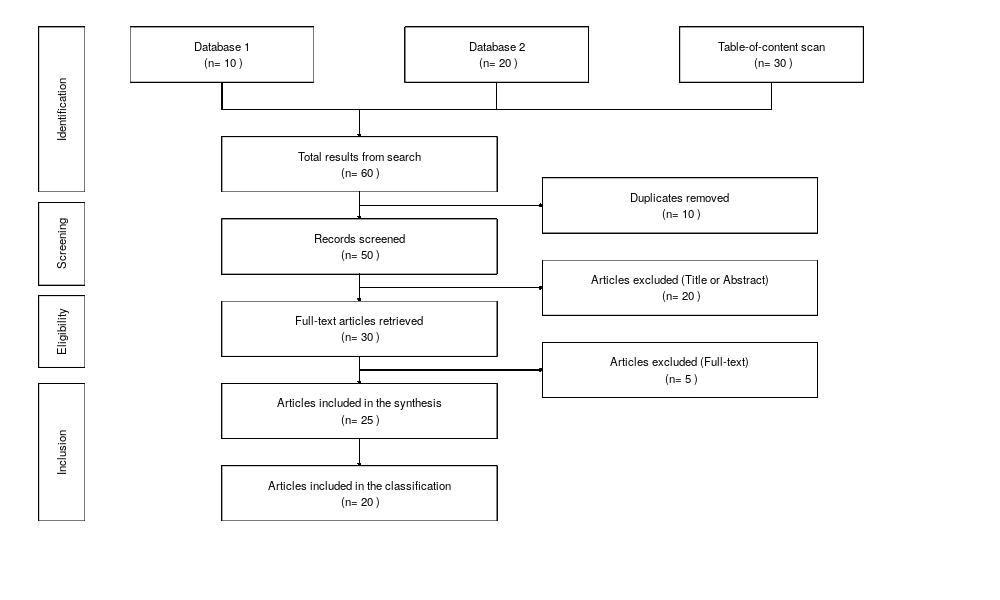 Identification
Database 1
(n= 10 )
Database 2
(n= 20 )
Table-of-content scan
(n= 30 )
Total results from search
(n= 60 )
Duplicates removed
(n= 10 )
Screening
Records screened
(n= 50 )
Articles excluded (Title or Abstract)
(n= 20 )
Eligibility
Full-text articles retrieved
(n= 30 )
Articles excluded (Full-text)
(n= 5 )
Inclusion
Articles included in the synthesis
(n= 25 )
Articles included in the classification
(n= 20 )